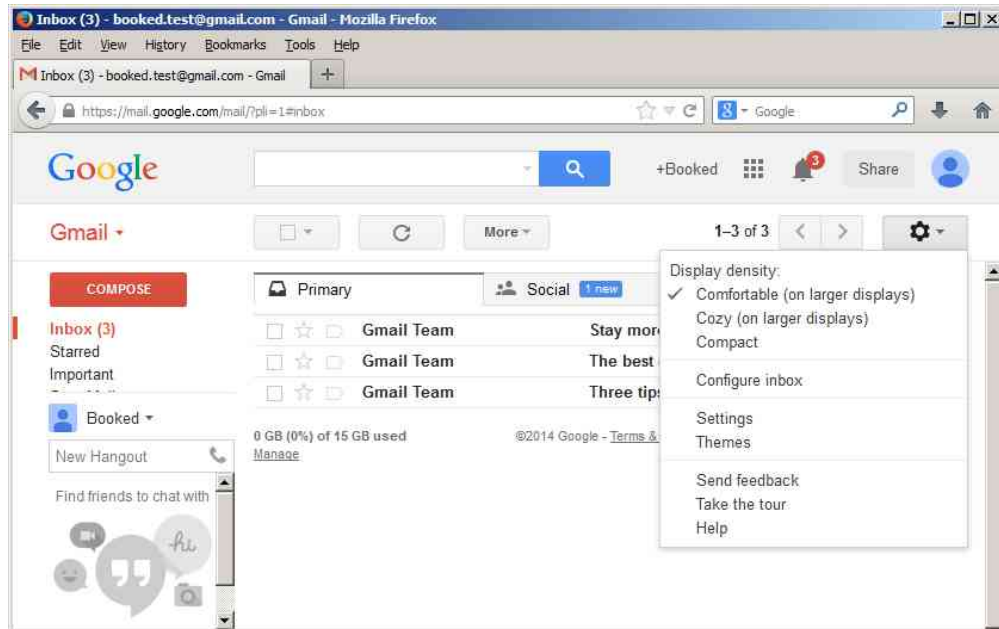 Inbox (3) - booked.test@gmail.com - Gmail - Mozilla Firefox
File Edit View History Bookmarks Tools Help
Inbox (3) - booked.test@gmail.com - Gmail +
https://mail.google.com/mail/?pli=1#inbox 8 Google
Google +Booked 3 Share
Gmail More 1–3 of 3
COMPOSE
Inbox (3)
Starred
Important
Primary
Social 1 new
Gmail Team Stay more
Gmail Team The best
Gmail Team Three tips
0 GB (0%) of 15 GB used
Manage
©2014 Google - Terms &
Booked
New Hangout
Find friends to chat with
hi
Display density:
Comfortable (on larger displays)
Cozy (on larger displays)
Compact
Configure inbox
Settings
Themes
Send feedback
Take the tour
Help